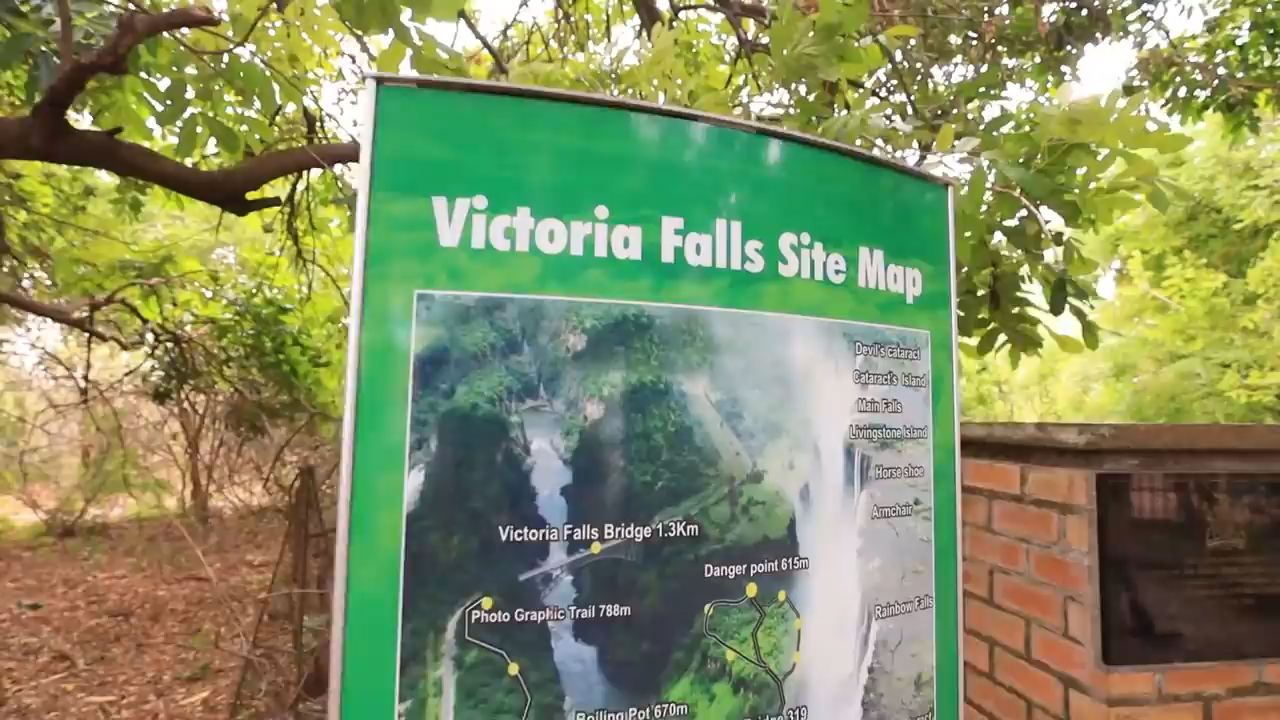 Victoria Falls Site Map
Devil's cataract
Cataract's Island
Main Falls
Livingstone Island
Horse shoe
Armchair
Victoria Falls Bridge 1.3Km
Danger point 615m
Rainbow Falls
Photo Graphic Trail 788m
Boiling Pot 670m
319